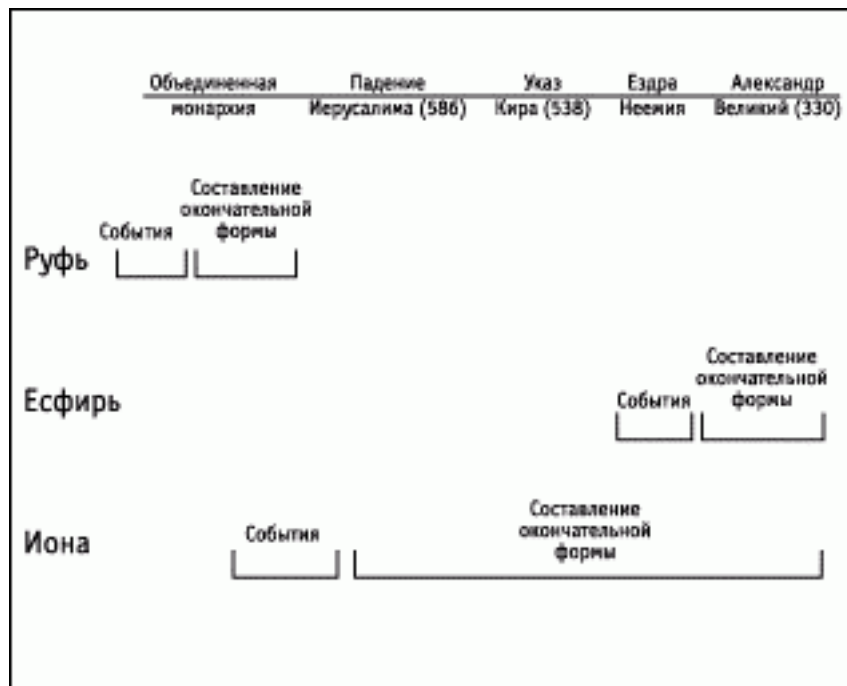 Объединенная Падение Указ Ездра Александр
монархия Иерусалима (586) Кира (538) Неемия Великий (330)
Составление
окончательной
События формы
Руфь
Составление
окончательной
События формы
Есфирь
Составление
События окончательной
формы
Иона